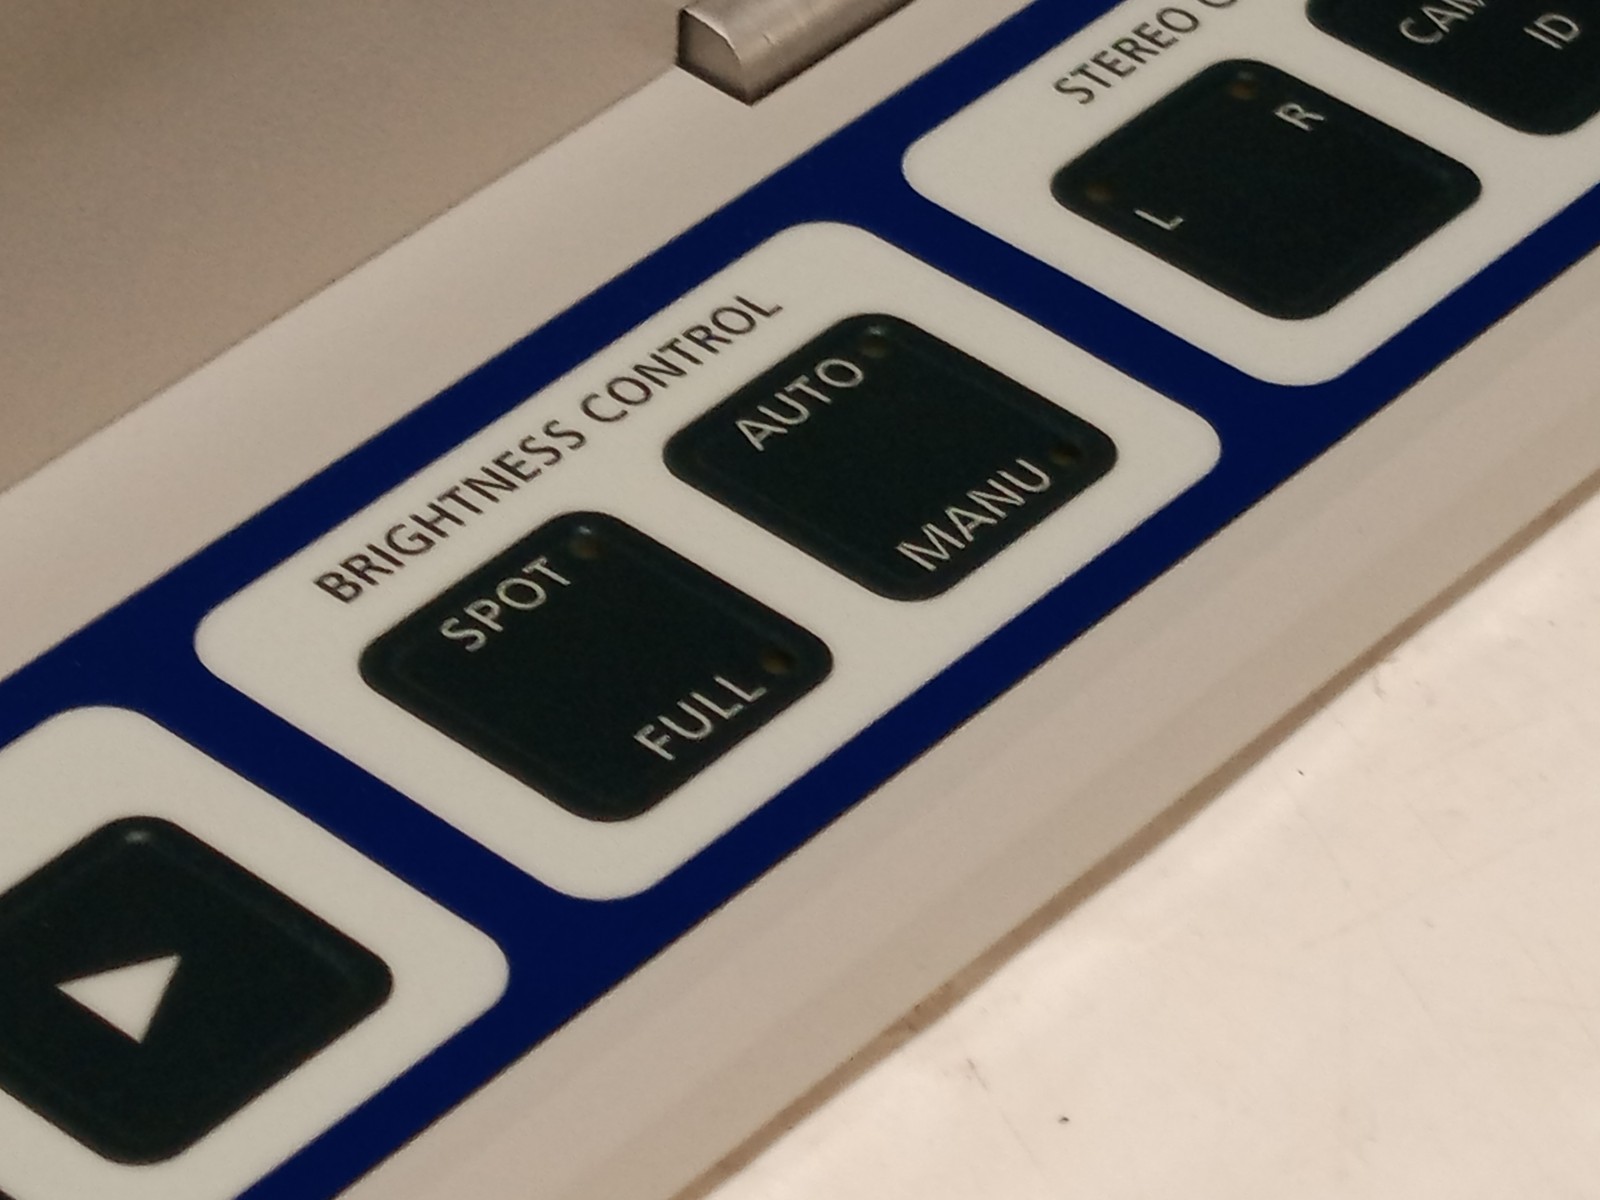 BRIGHTNESS CONTROL
SPOT
FULL
AUTO
MANU
STEREO
L
R
ID